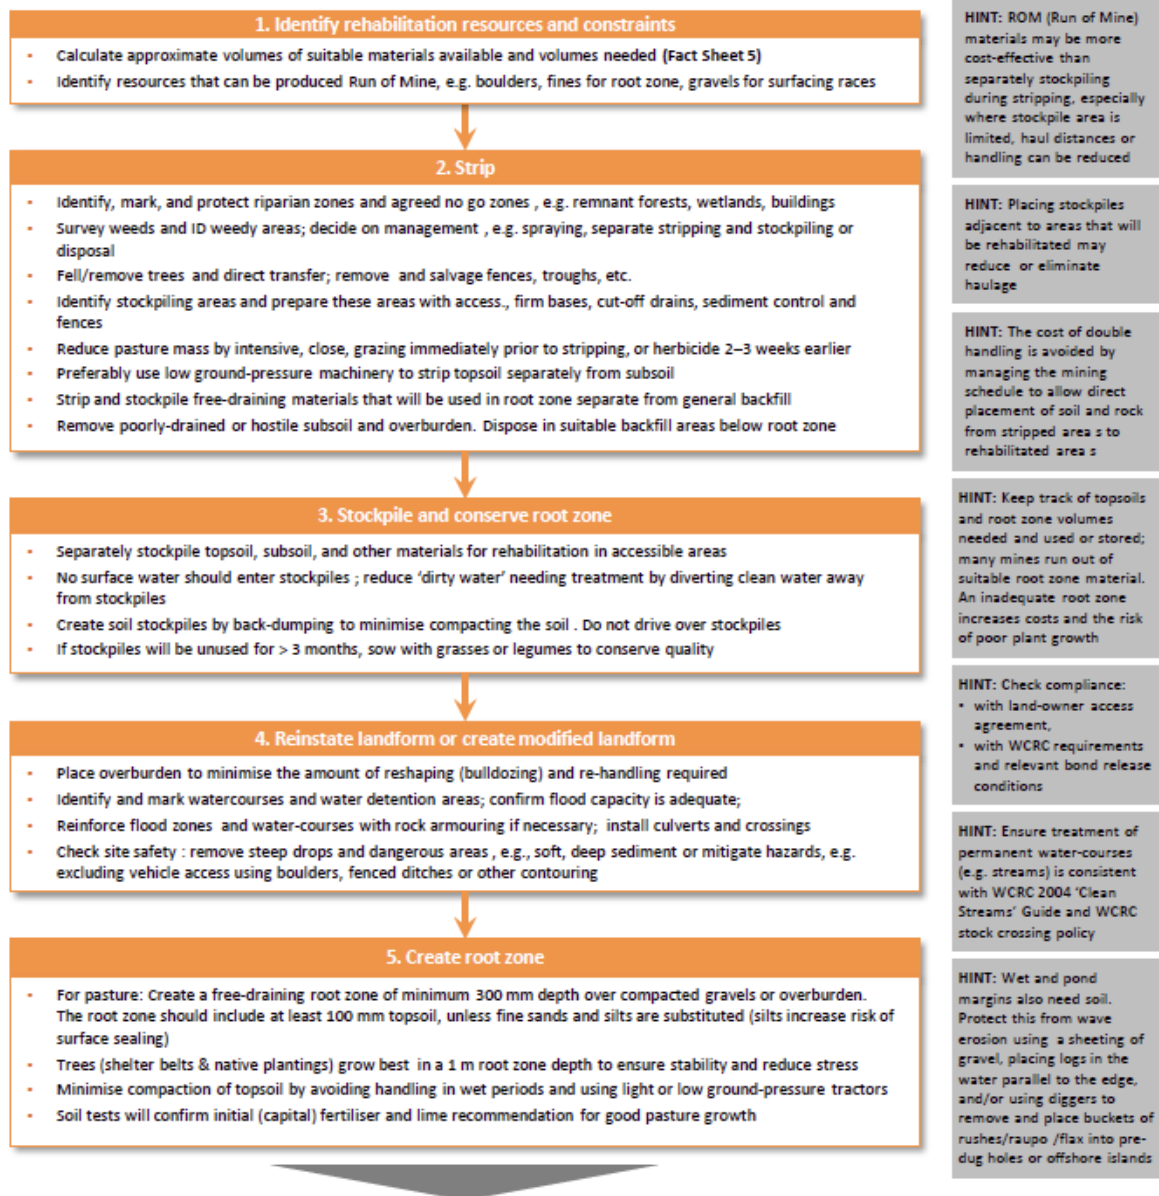 1. Identify rehabilitation resources and constraints
• Calculate approximate volumes of suitable materials available and volumes needed (Fact Sheet 5)
• Identify resources that can be produced Run of Mine, e.g. boulders, fines for root zone, gravels for surfacing races
2. Strip
• Identify, mark, and protect riparian zones and agreed no go zones , e.g. remnant forests, wetlands, buildings
• Survey weeds and ID weedy areas; decide on management , e.g. spraying, separate stripping and stockpiling or
disposal
• Fell/remove trees and direct transfer; remove and salvage fences, troughs, etc.
• Identify stockpiling areas and prepare these areas with access., firm bases, cut-off drains, sediment control and
fences
• Reduce pasture mass by intensive, close, grazing immediately prior to stripping, or herbicide 2–3 weeks earlier
• Preferably use low ground-pressure machinery to strip topsoil separately from subsoil
• Strip and stockpile free-draining materials that will be used in root zone separate from general backfill
• Remove poorly-drained or hostile subsoil and overburden. Dispose in suitable backfill areas below root zone
3. Stockpile and conserve root zone
• Separately stockpile topsoil, subsoil, and other materials for rehabilitation in accessible areas
• No surface water should enter stockpiles ; reduce 'dirty water' needing treatment by diverting clean water away
from stockpiles
• Create soil stockpiles by back-dumping to minimise compacting the soil . Do not drive over stockpiles
• If stockpiles will be unused for > 3 months, sow with grasses or legumes to conserve quality
4. Reinstate landform or create modified landform
• Place overburden to minimise the amount of reshaping (bulldozing) and re-handling required
• Identify and mark watercourses and water detention areas; confirm flood capacity is adequate;
• Reinforce flood zones and water-courses with rock armouring if necessary; install culverts and crossings
• Check site safety : remove steep drops and dangerous areas , e.g., soft, deep sediment or mitigate hazards, e.g.
excluding vehicle access using boulders, fenced ditches or other contouring
5. Create root zone
• For pasture: Create a free-draining root zone of minimum 300 mm depth over compacted gravels or overburden.
The root zone should include at least 100 mm topsoil, unless fine sands and silts are substituted (silts increase risk of
surface sealing)
• Trees (shelter belts & native plantings) grow best in a 1 m root zone depth to ensure stability and reduce stress
• Minimise compaction of topsoil by avoiding handling in wet periods and using light or low ground-pressure tractors
• Soil tests will confirm initial (capital) fertiliser and lime recommendation for good pasture growth
HINT: ROM (Run of Mine)
materials may be more
cost-effective than
separately stockpiling
during stripping, especially
where stockpile area is
limited, haul distances or
handling can be reduced
HINT: Placing stockpiles
adjacent to areas that will
be rehabilitated may
reduce or eliminate
haulage
HINT: The cost of double
handling is avoided by
managing the mining
schedule to allow direct
placement of soil and rock
from stripped area s to
rehabilitated area s
HINT: Keep track of topsoils
and root zone volumes
needed and used or stored;
many mines run out of
suitable root zone material.
An inadequate root zone
increases costs and the risk
of poor plant growth
HINT: Check compliance:
• with land-owner access
agreement,
• with WCRC requirements
and relevant bond release
conditions
HINT: Ensure treatment of
permanent water-courses
(e.g. streams) is consistent
with WCRC 2004 'Clean
Streams' Guide and WCRC
stock crossing policy
HINT: Wet and pond
margins also need soil.
Protect this from wave
erosion using a sheeting of
gravel, placing logs in the
water parallel to the edge,
and/or using diggers to
remove and place buckets of
rushes/raupo /flax into pre-
dug holes or offshore islands